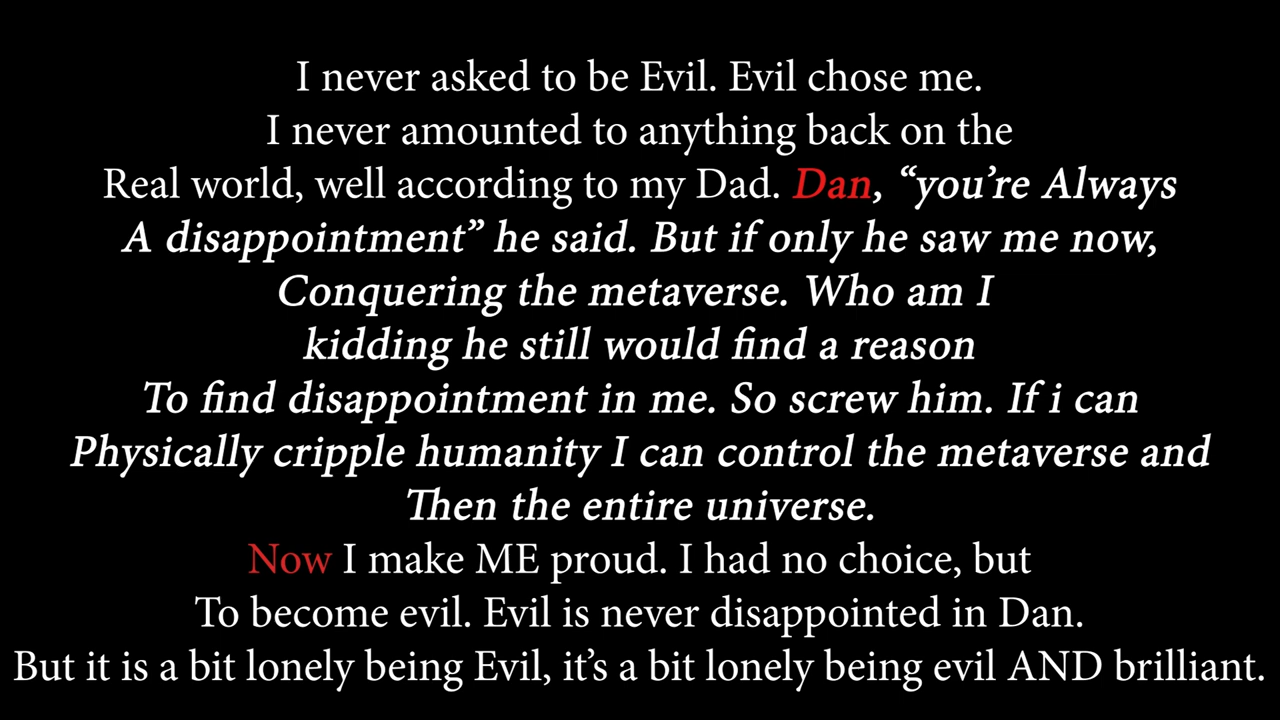 I never asked to be Evil. Evil chose me.
I never amounted to anything back on the
Real world, well according to my Dad. Dan, “you’re Always
A disappointment” he said. But if only he saw me now,
Conquering the metaverse. Who am I
kidding he still would find a reason
To find disappointment in me. So screw him. If i can
Physically cripple humanity I can control the metaverse and
Then the entire universe.
Now I make ME proud. I had no choice, but
To become evil. Evil is never disappointed in Dan.
But it is a bit lonely being Evil, it’s a bit lonely being evil AND brilliant.